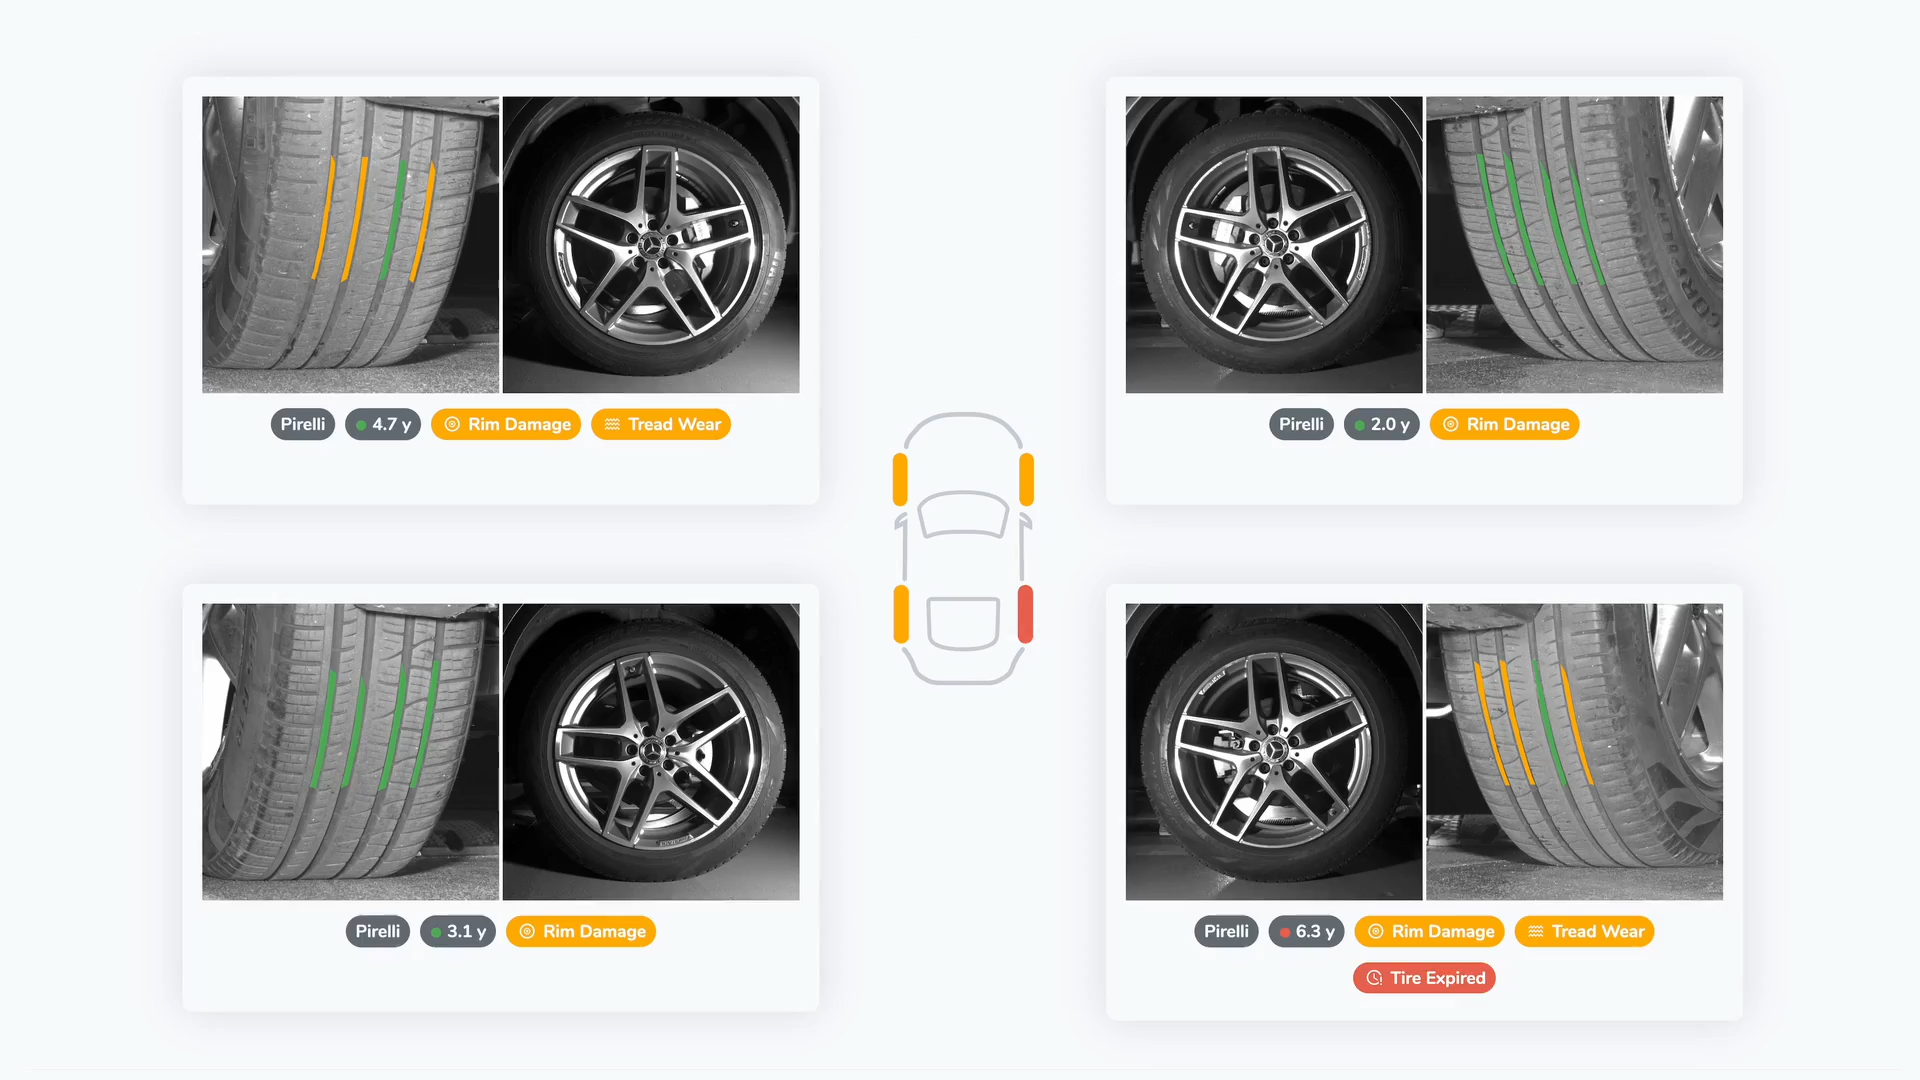 Pirelli 4.7 y Rim Damage Tread Wear
Pirelli 2.0 y Rim Damage
Pirelli 3.1 y Rim Damage
Pirelli 6.3 y Rim Damage Tread Wear
Tire Expired